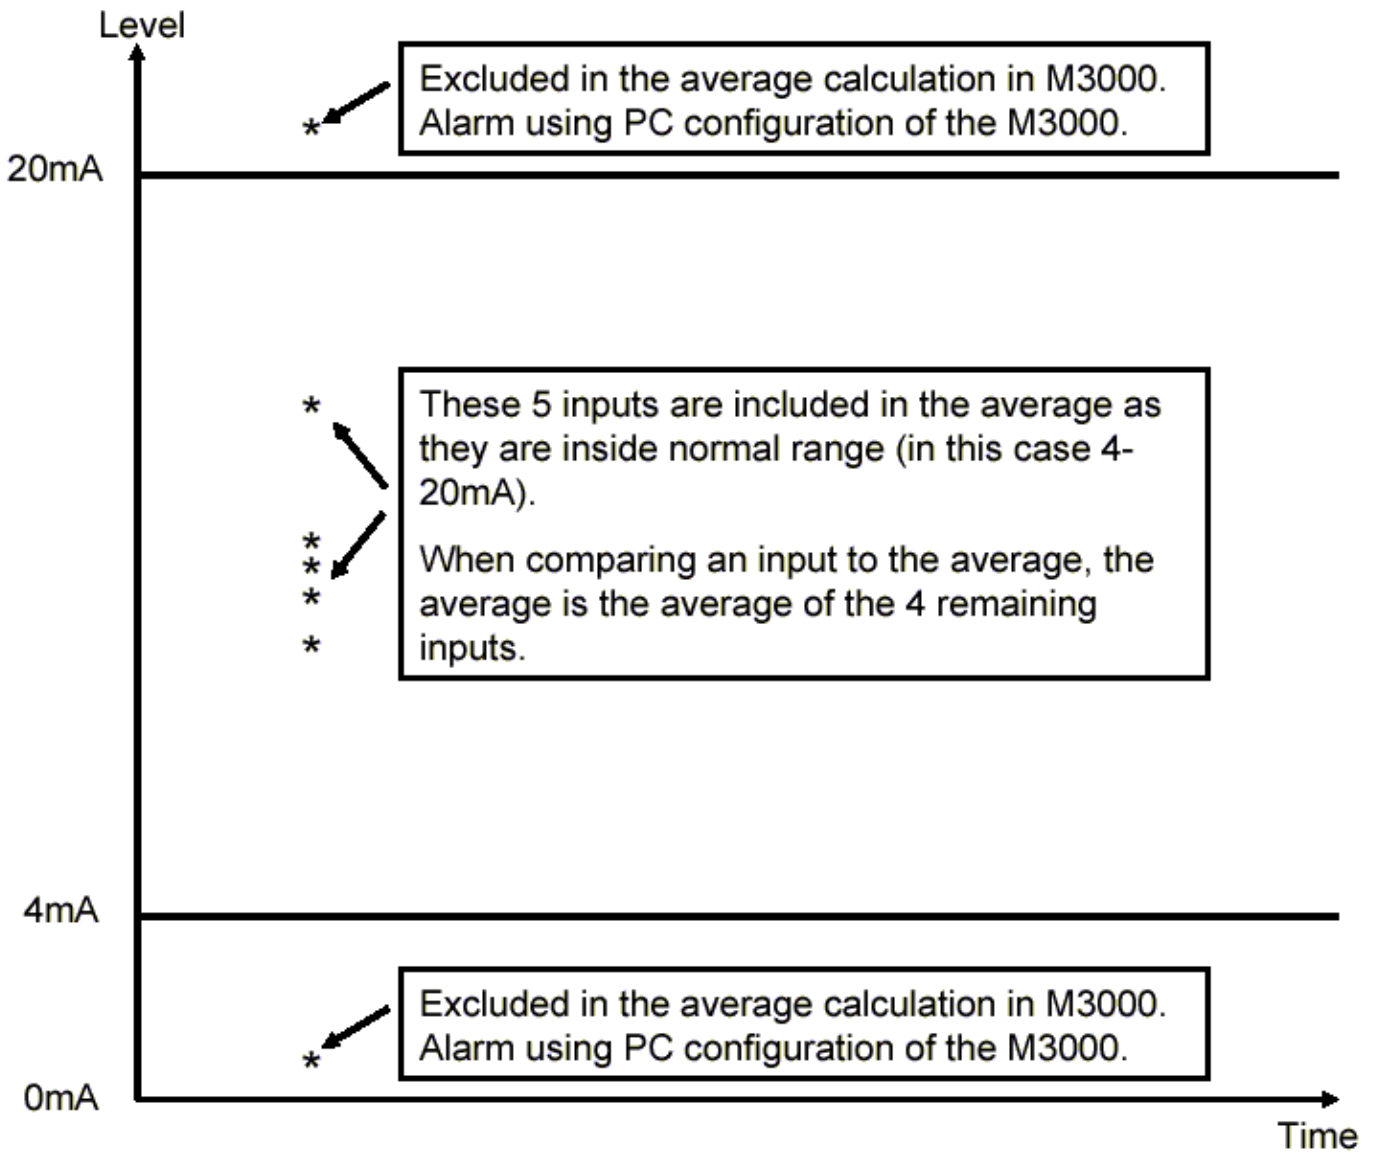 Level
Excluded in the average calculation in M3000.
Alarm using PC configuration of the M3000.
20mA
*
*
These 5 inputs are included in the average as
they are inside normal range (in this case 4-
20mA).
*
*
*
*
When comparing an input to the average, the
average is the average of the 4 remaining
inputs.
4mA
Excluded in the average calculation in M3000.
Alarm using PC configuration of the M3000.
*
0mA
Time